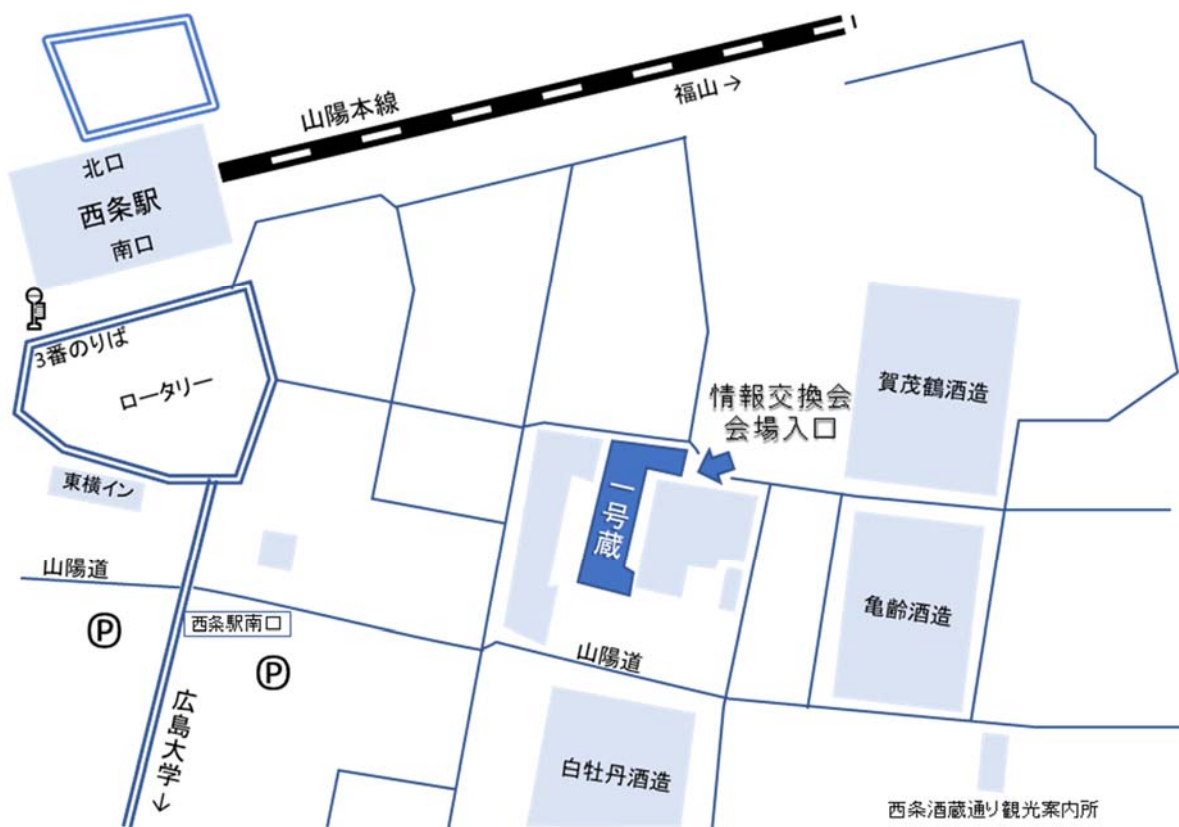 山陽本線
福山→
北口
西条駅
南口
3番のりば
ロータリー
賀茂鶴酒造
情報交換会
会場入口
東横イン
一号蔵
山陽道
亀齢酒造
P
西条駅南口
P
山陽道
広島大学↓
白牡丹酒造
西条酒蔵通り観光案内所